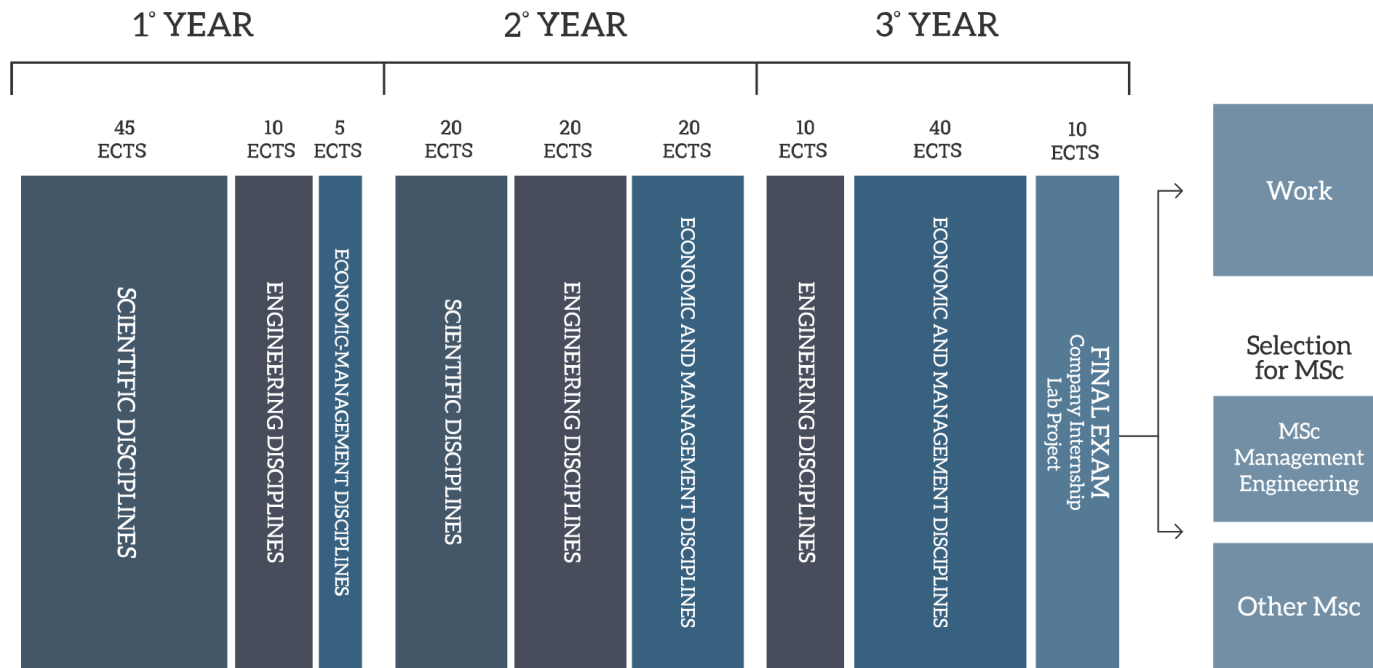 1° YEAR
2° YEAR
3° YEAR
45
ECTS
10
ECTS
5
ECTS
20
ECTS
20
ECTS
20
ECTS
10
ECTS
40
ECTS
10
ECTS
SCIENTIFIC DISCIPLINES
ENGINEERING DISCIPLINES
ECONOMIC-MANAGEMENT DISCIPLINES
SCIENTIFIC DISCIPLINES
ENGINEERING DISCIPLINES
ECONOMIC AND MANAGEMENT DISCIPLINES
ENGINEERING DISCIPLINES
ECONOMIC AND MANAGEMENT DISCIPLINES
FINAL EXAM
Company Internship
Lab Project
Work
Selection
for MSc
MSc
Management
Engineering
Other Msc